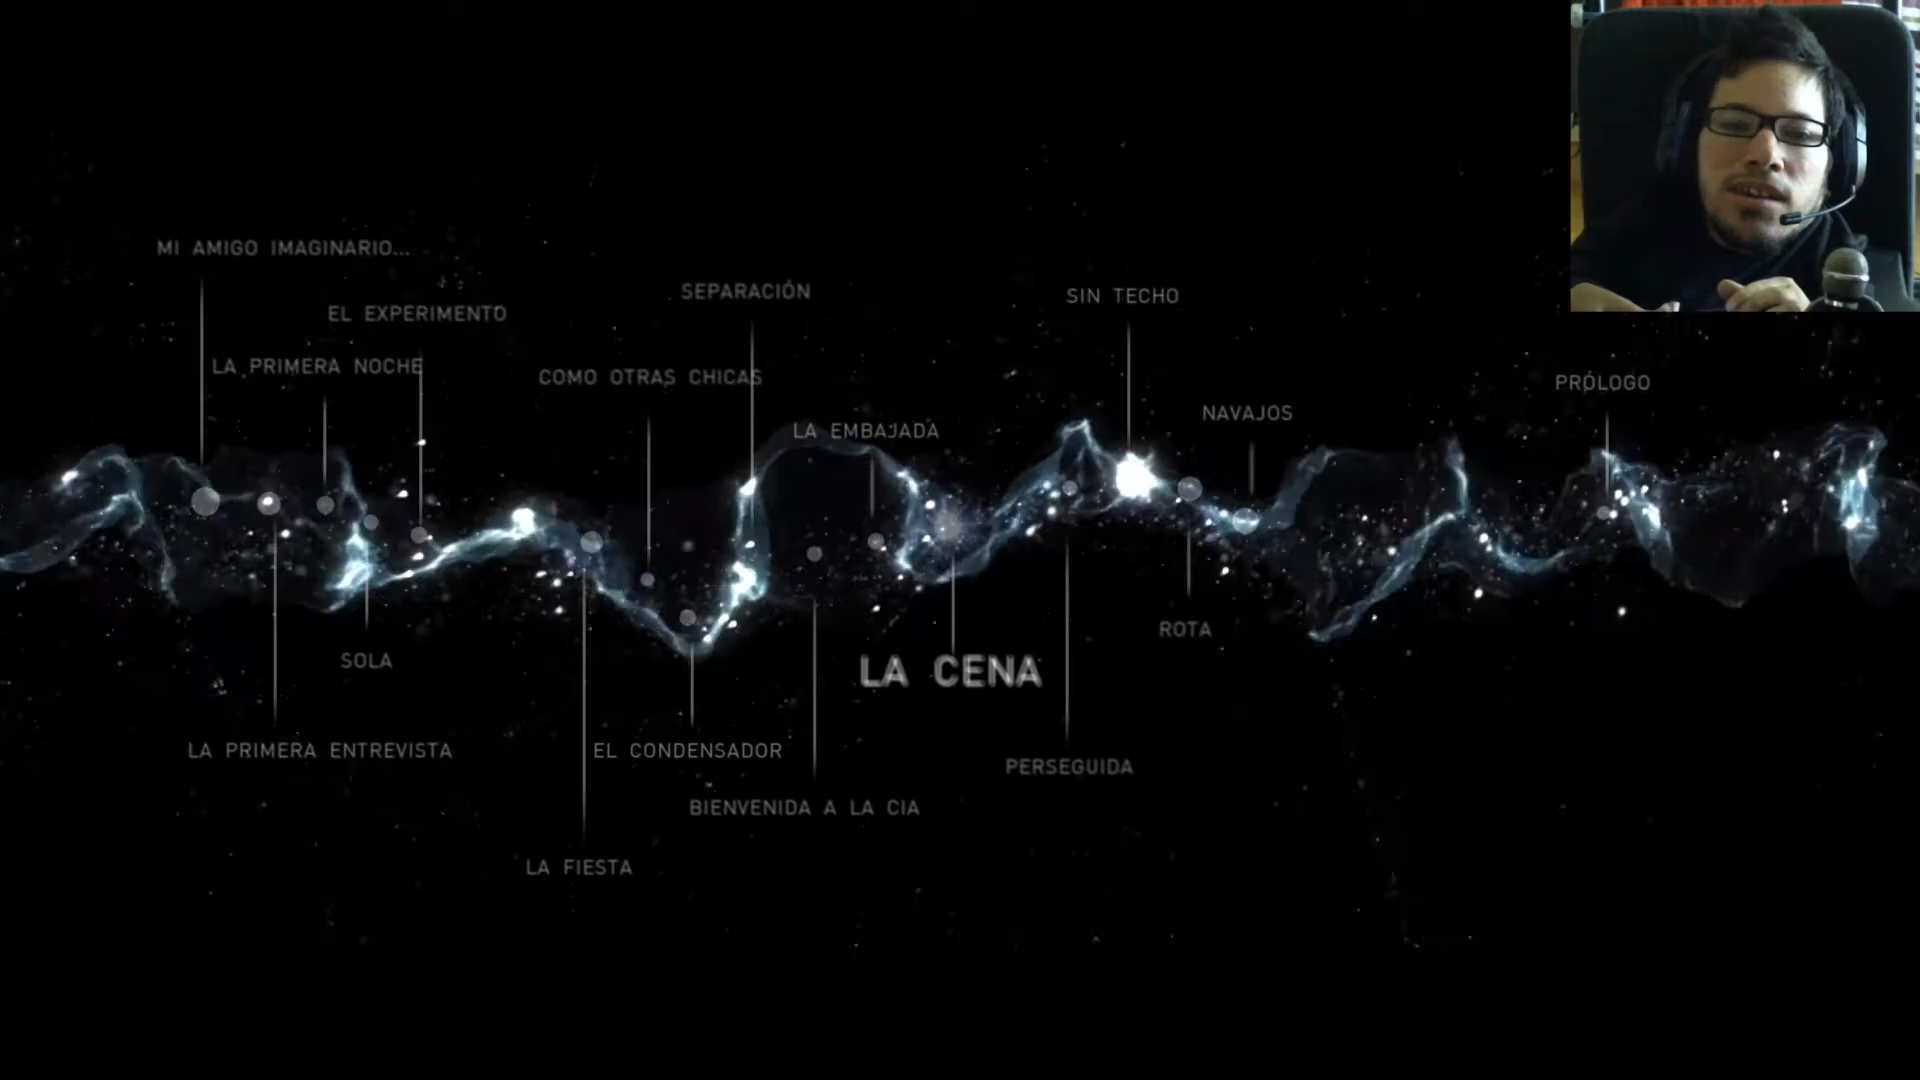 MI AMIGO IMAGINARIO...
SEPARACIÓN
SIN TECHO
EL EXPERIMENTO
LA PRIMERA NOCHE
COMO OTRAS CHICAS
PRÓLOGO
NAVAJOS
LA EMBAJADA
ROTA
SOLA
LA CENA
LA PRIMERA ENTREVISTA
EL CONDENSADOR
PERSEGUIDA
BIENVENIDA A LA CIA
LA FIESTA